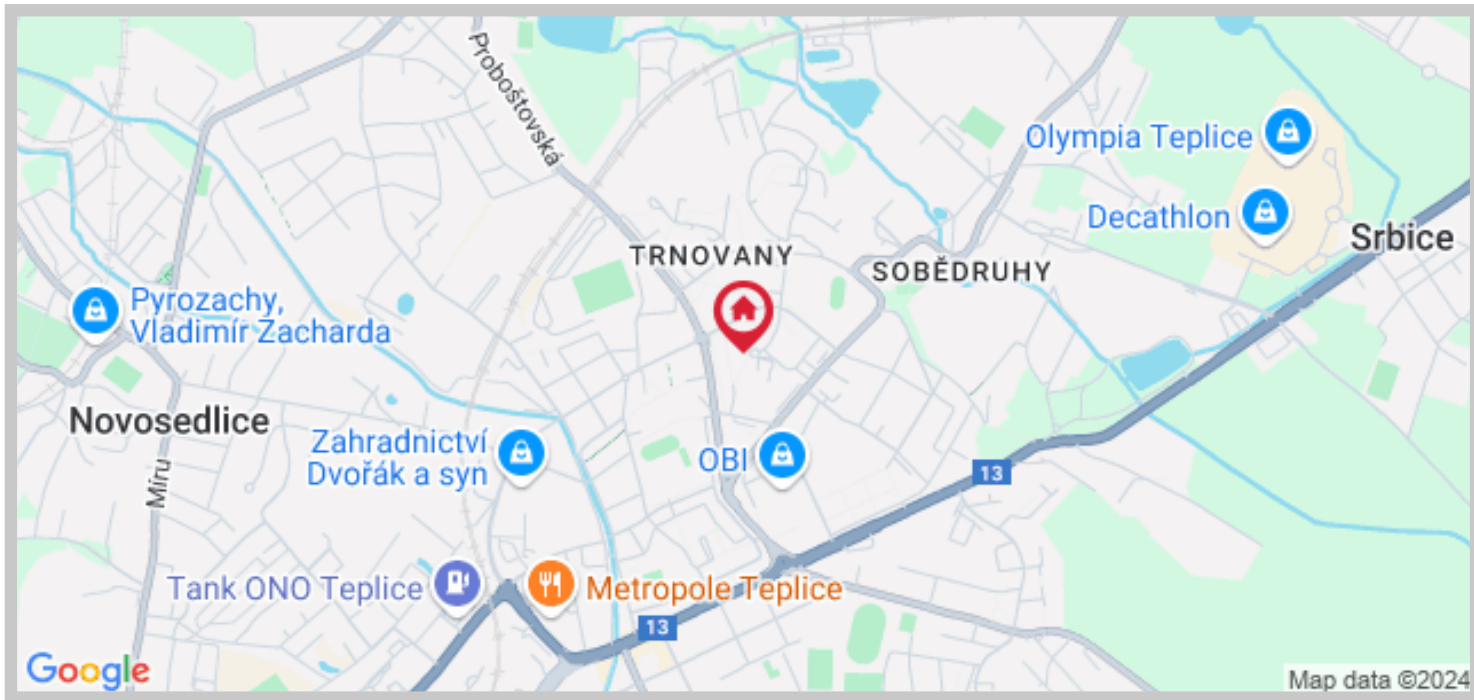 Proboštovská
Olympia Teplice
Decathlon
Srbice
TRNOVANY
SOBĚDRUHY
Pyrozachy,
Vladimír Zacharda
Novosedlice
Zahradnictví
Dvořák a syn
OBI
13
Míru
Tank ONO Teplice
Metropole Teplice
13
Google
Map data ©2024